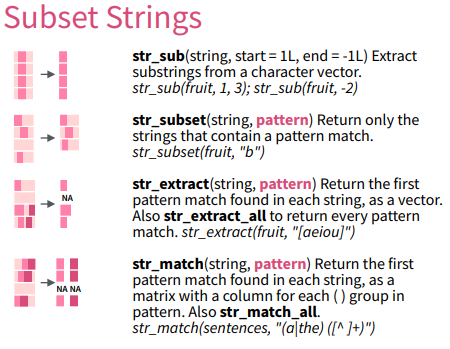 Subset Strings
str_sub(string, start = 1L, end = -1L) Extract
substrings from a character vector.
str_sub(fruit, 1, 3); str_sub(fruit, -2)
str_subset(string, pattern) Return only the
strings that contain a pattern match.
str_subset(fruit, "b")
str_extract(string, pattern) Return the first
pattern match found in each string, as a vector.
Also str_extract_all to return every pattern
match. str_extract(fruit, "[aeiou]")
NA
str_match(string, pattern) Return the first
pattern match found in each string, as a
matrix with a column for each ( ) group in
pattern. Also str_match_all.
str_match(sentences, "(a|the) ([^ ]+)")
NA NA